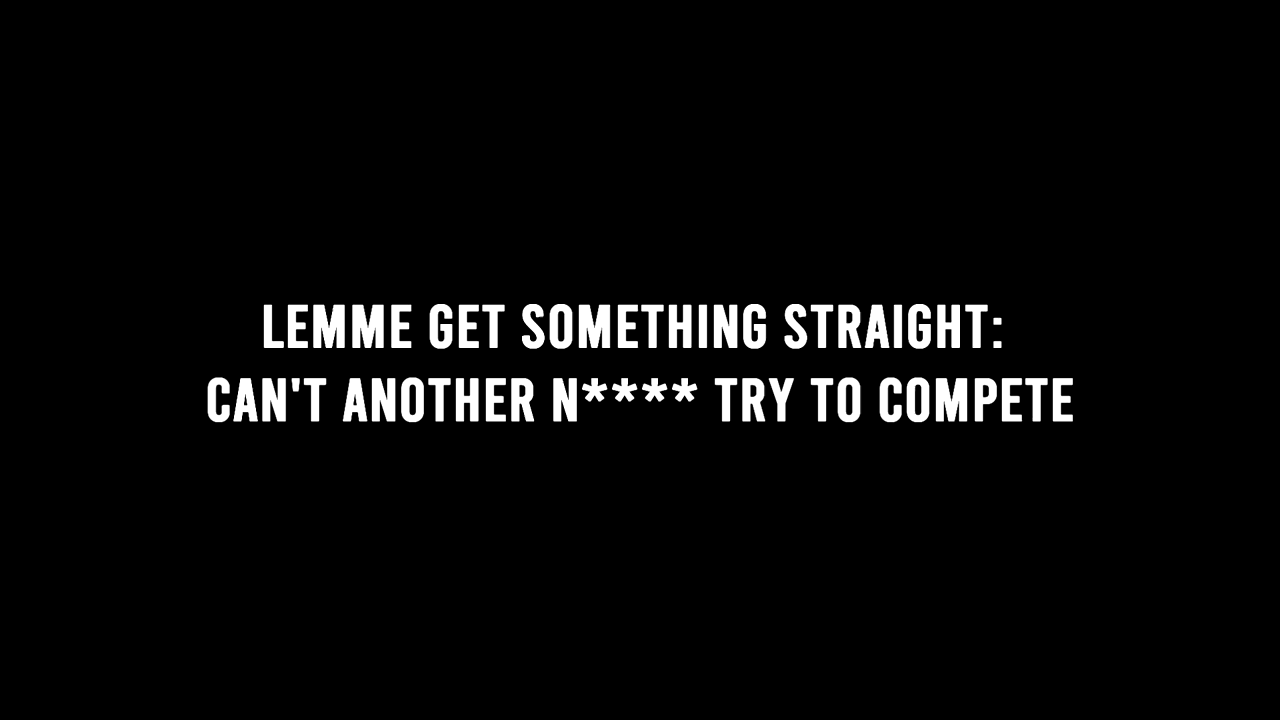 LEMME GET SOMETHING STRAIGHT:
CAN'T ANOTHER N**** TRY TO COMPETE